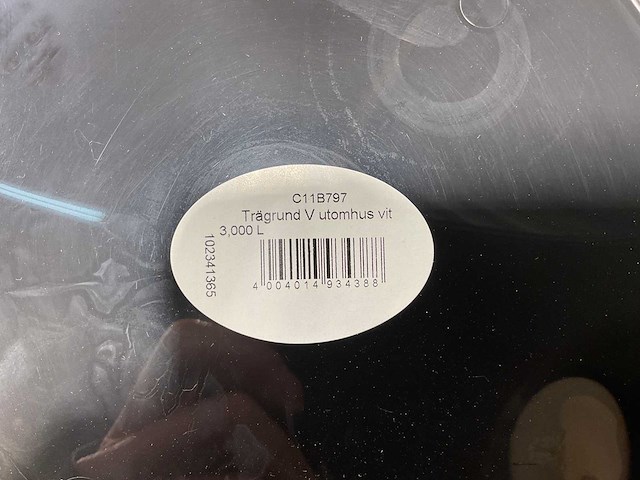 C11B797
Trägrund V utomhus vit
3,000 L
102341365
4 004014 934388